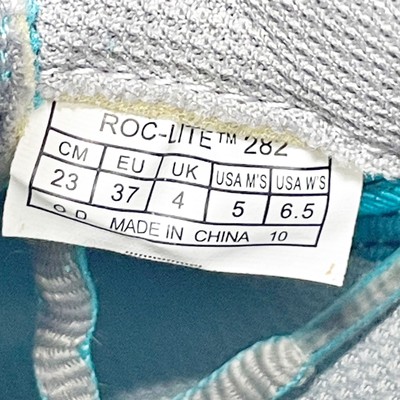 ROC-LITE™ 282
CM EU UK USA M'S USA W'S
23 37 4 5 6.5
MADE IN CHINA 10